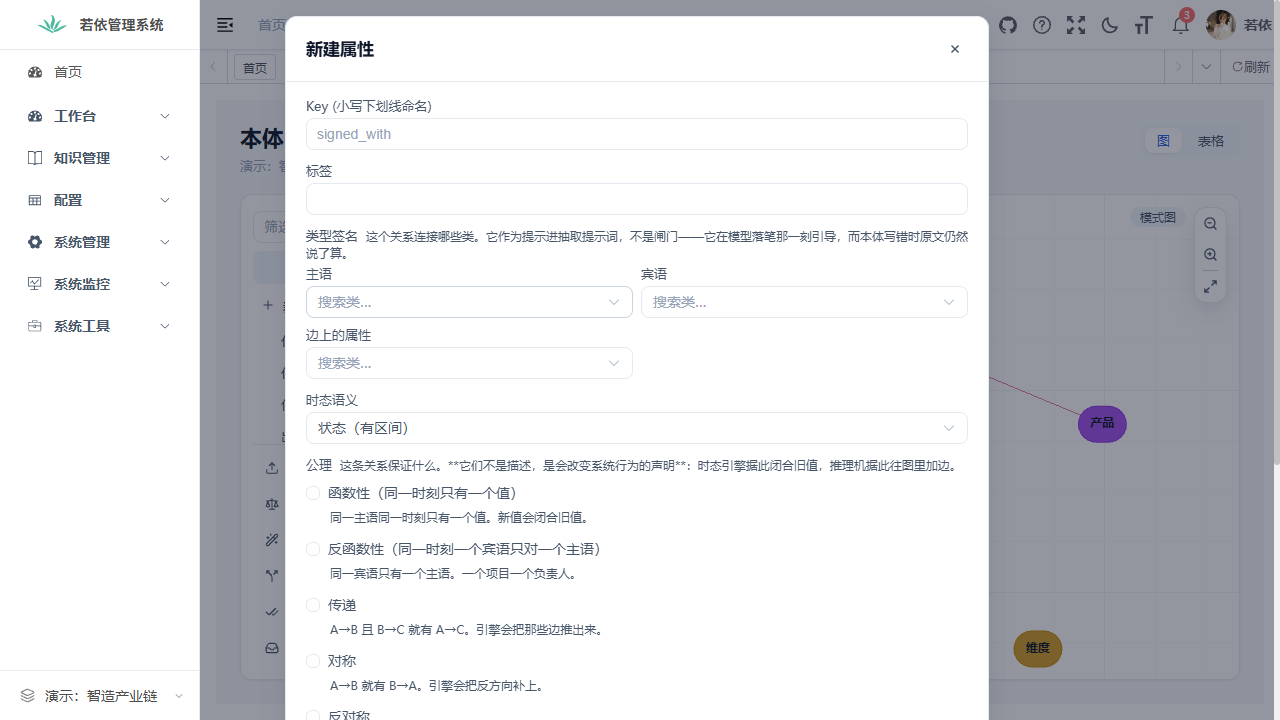 若依管理系统
首页
工作台
知识管理
配置
系统管理
系统监控
系统工具
演示：智造产业链
首页
3
若依
首页
刷新
本体
演示：
图
表格
筛选
模式图
产品
维度
新建属性
Key (小写下划线命名)
signed_with
标签
类型签名 这个关系连接哪些类。它作为提示进抽取提示词，不是闸门——它在模型落笔那一刻引导，而本体写错时原文仍然
说了算。
主语
宾语
搜索类...
搜索类...
边上的属性
搜索类...
时态语义
状态（有区间）
公理 这条关系保证什么。**它们不是描述，是会改变系统行为的声明**：时态引擎据此闭合旧值，推理机据此往图里加边。
函数性（同一时刻只有一个值）
同一主语同一时刻只有一个值。新值会闭合旧值。
反函数性（同一时刻一个宾语只对一个主语）
同一宾语只有一个主语。一个项目一个负责人。
传递
A→B 且 B→C 就有 A→C。引擎会把那些边推出来。
对称
A→B 就有 B→A。引擎会把反方向补上。
反对称